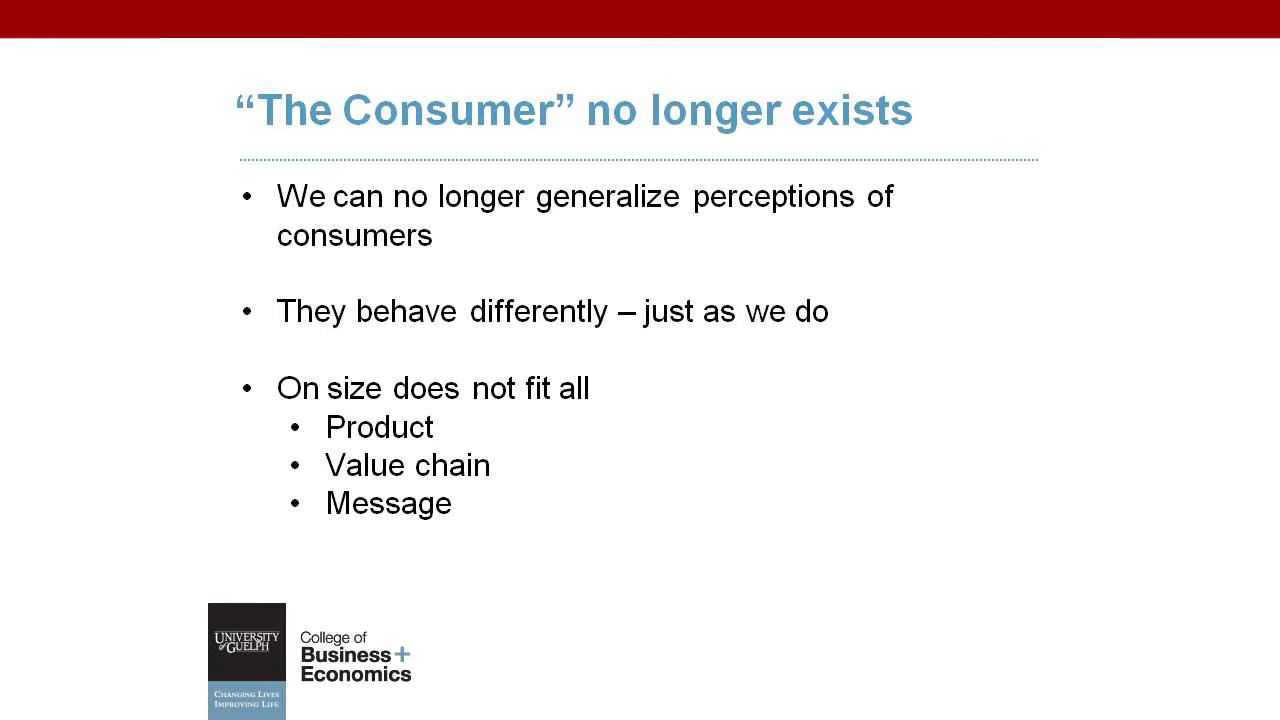 “The Consumer” no longer exists
• We can no longer generalize perceptions of
consumers
• They behave differently – just as we do
• On size does not fit all
• Product
• Value chain
• Message
UNIVERSITY
of GUELPH
CHANGING LIVES
IMPROVING LIFE
College of
Business+
Economics